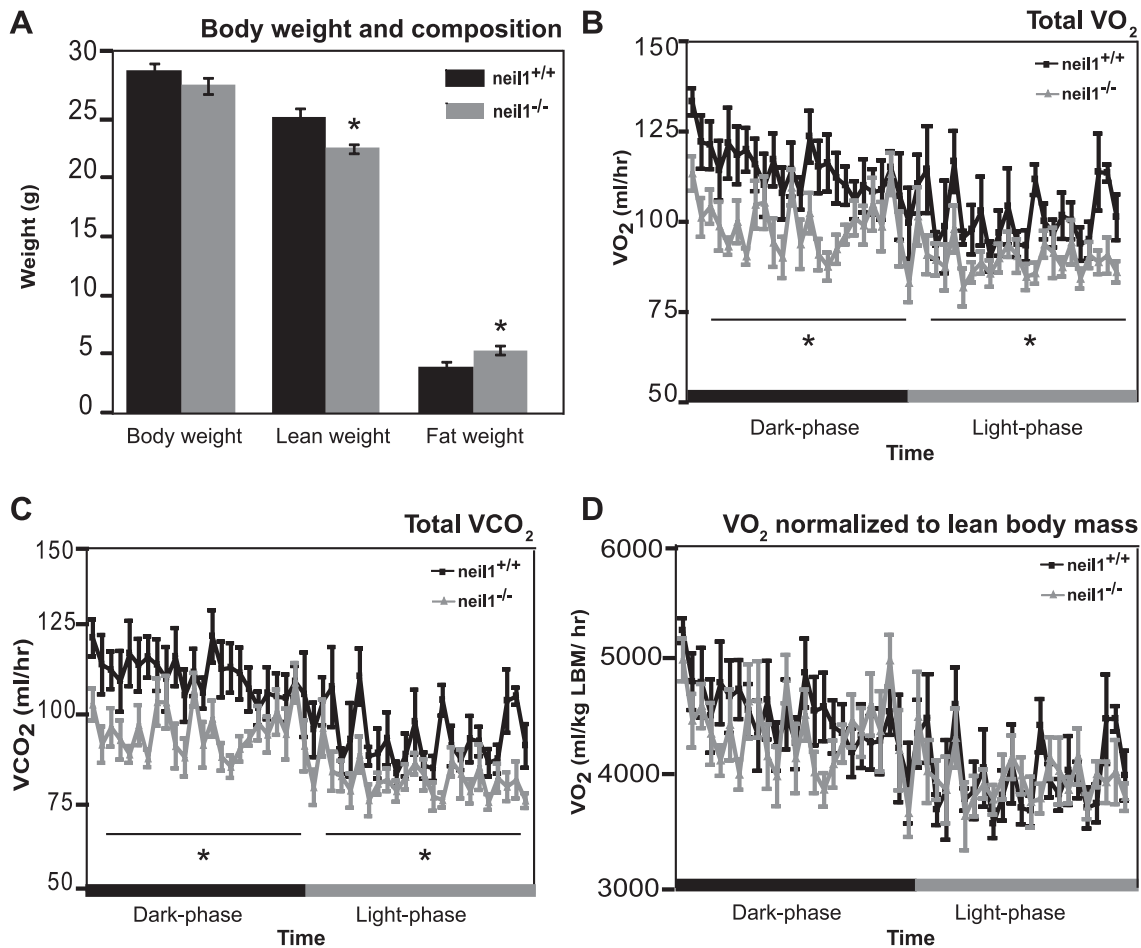 A
Body weight and composition
30
25
23
15
10
5
0
Weight (g)
neil1+/+
neil1-/-
*
*
Body weight
Lean weight
Fat weight
B
Total VO2
150
125
100
75
50
VO2 (ml/hr)
neil1+/+
neil1-/-
*
*
Dark-phase
Light-phase
Time
C
Total VCO2
150
125
100
75
50
VCO2 (ml/hr)
neil1+/+
neil1-/-
*
*
Dark-phase
Light-phase
Time
D
VO2 normalized to lean body mass
6000
5000
4000
3000
VO2 (ml/kg LBM/ hr)
neil1+/+
neil1-/-
Dark-phase
Light-phase
Time